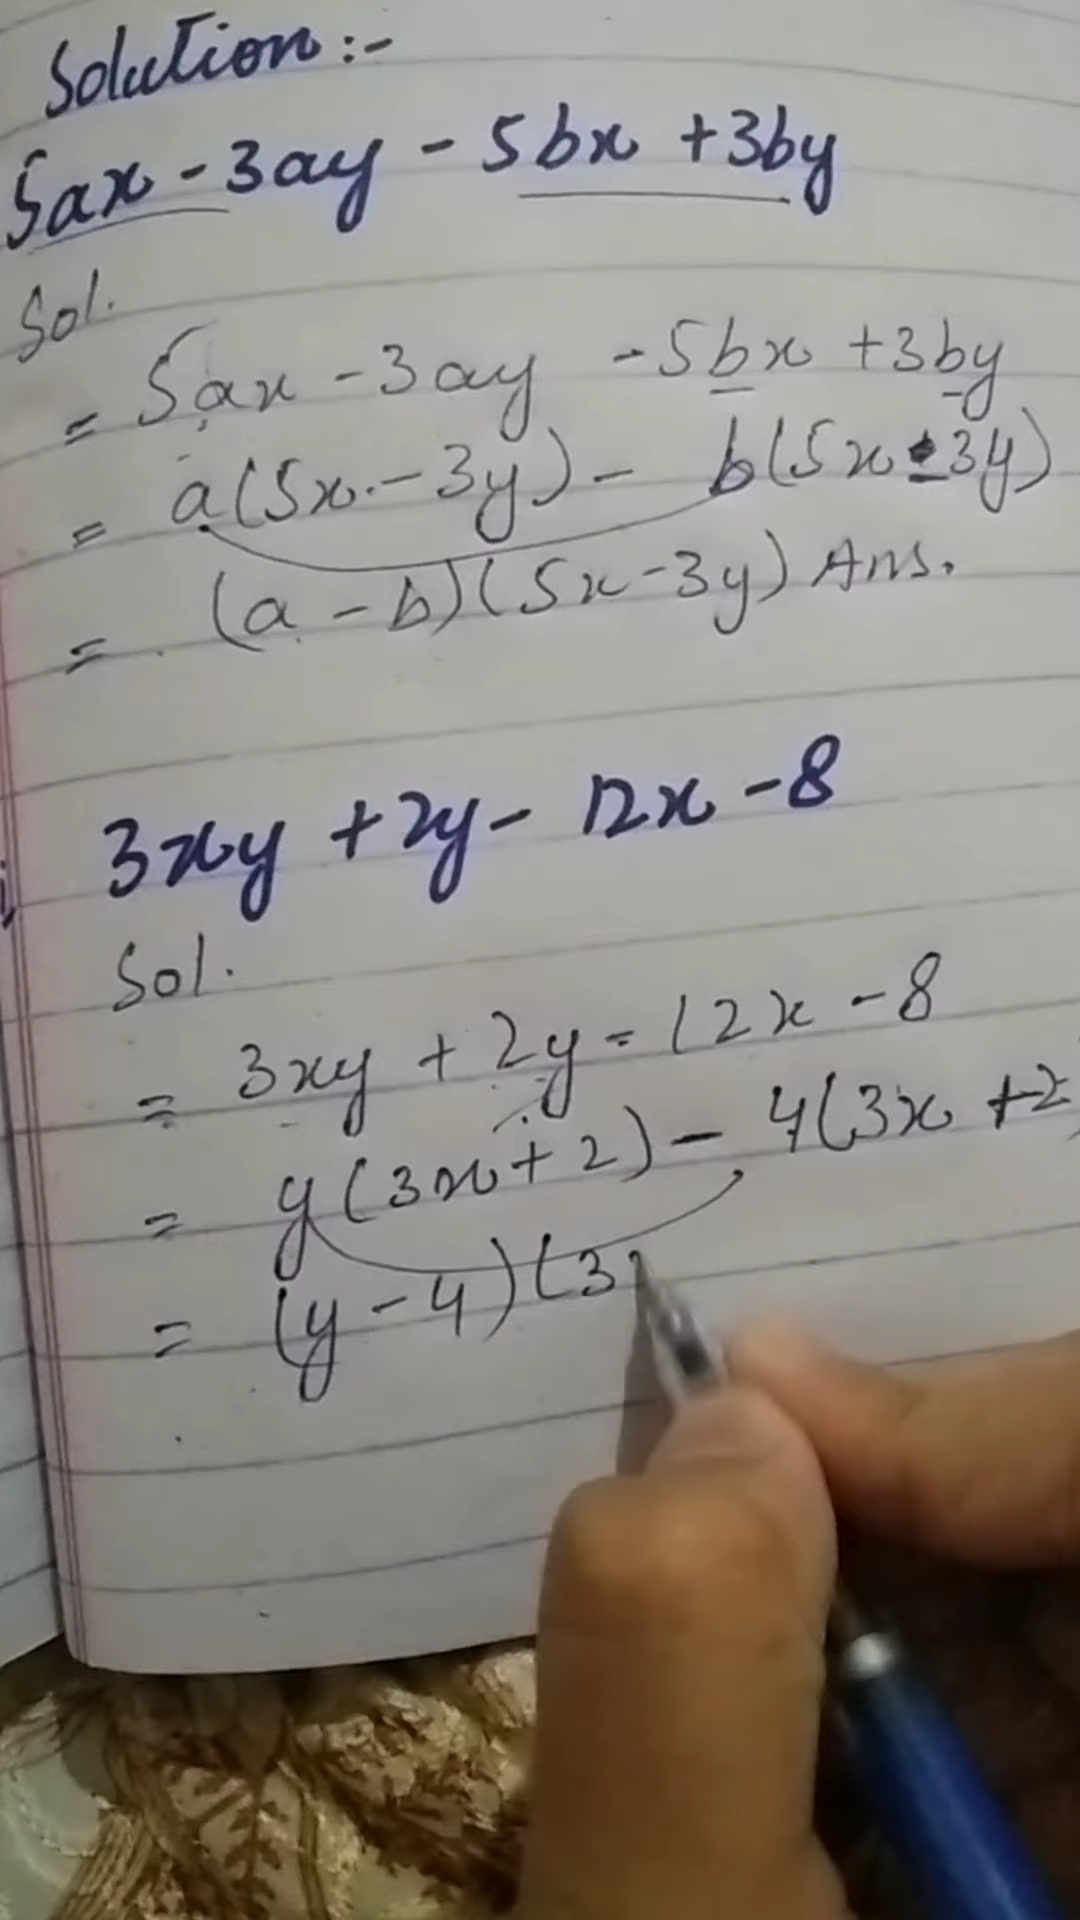 Solution :-
5ax - 3ay - 5bx + 3by
Sol.
= 5ax - 3ay - 5bx + 3by
= a(5x - 3y) - b(5x - 3y)
= (a - b)(5x - 3y) Ans.
3xy + 2y - 12x - 8
Sol.
= 3xy + 2y - 12x - 8
= y(3x + 2) - 4(3x + 2)
= (y - 4)(3